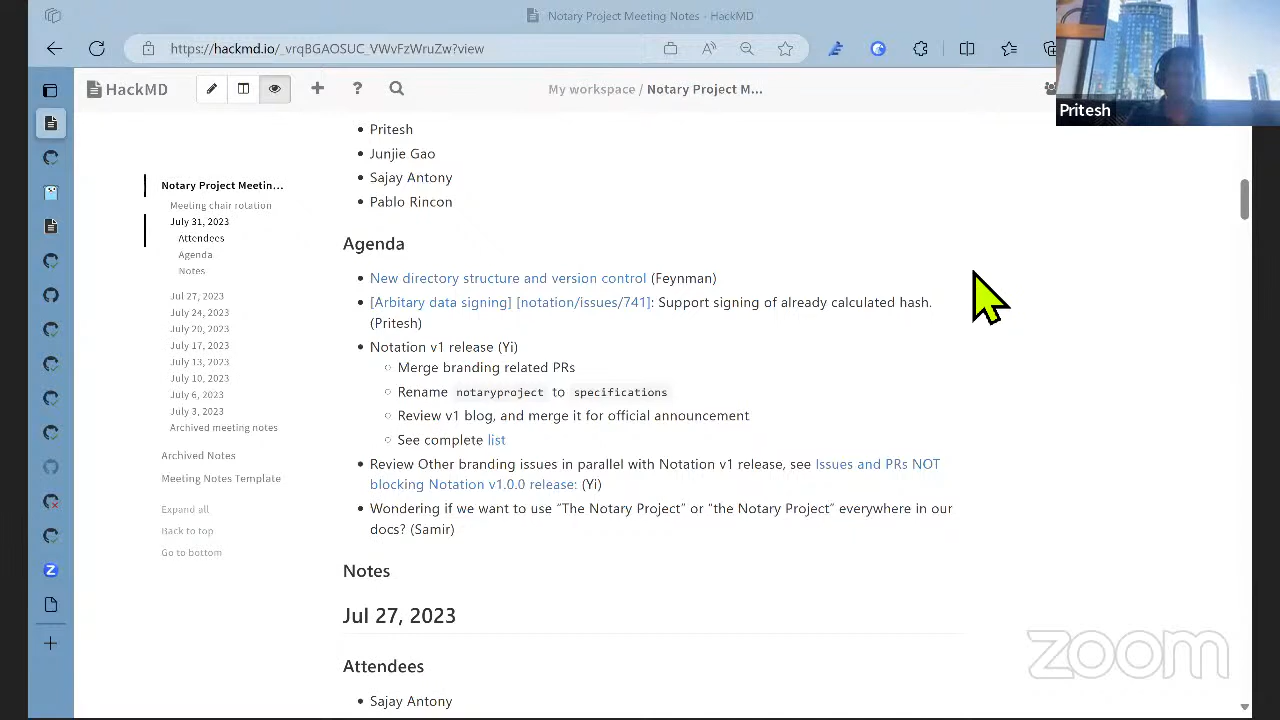 Notary Project Meeting Notes - HackMD
https://hackmd.io/_vrqBGAOSUC_VWvFzvnvZw?view
HackMD
My workspace / Notary Project M...
Pritesh
Notary Project Meetin...
Meeting chair rotation
July 31, 2023
Attendees
Agenda
Notes
Jul 27, 2023
July 24, 2023
July 20, 2023
July 17, 2023
July 13, 2023
July 10, 2023
July 6, 2023
July 3, 2023
Archived meeting notes
Archived Notes
Meeting Notes Template
Expand all
Back to top
Go to bottom
• Pritesh
• Junjie Gao
• Sajay Antony
• Pablo Rincon
Agenda
• New directory structure and version control (Feynman)
• [Arbitary data signing] [notation/issues/741]: Support signing of already calculated hash.
(Pritesh)
• Notation v1 release (Yi)
○ Merge branding related PRs
○ Rename notaryproject to specifications
○ Review v1 blog, and merge it for official announcement
○ See complete list
• Review Other branding issues in parallel with Notation v1 release, see Issues and PRs NOT
blocking Notation v1.0.0 release: (Yi)
• Wondering if we want to use “The Notary Project” or “the Notary Project” everywhere in our
docs? (Samir)
Notes
Jul 27, 2023
Attendees
• Sajay Antony
zoom